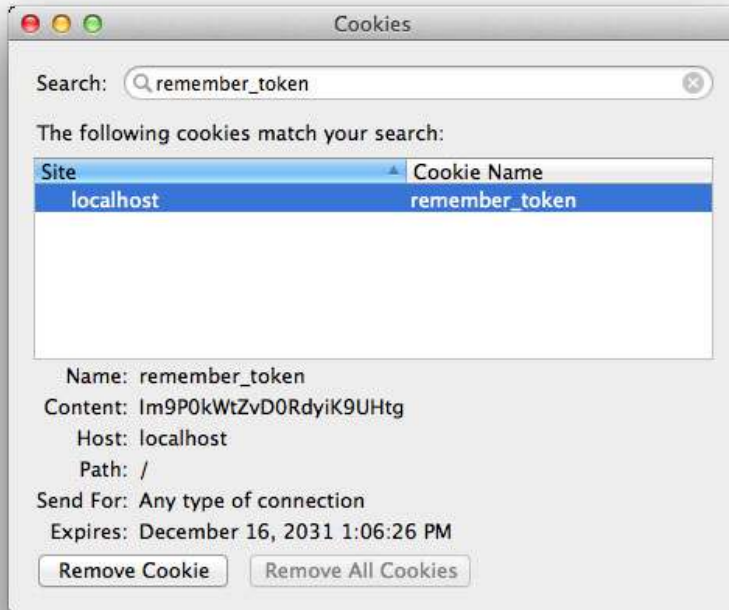 Cookies
Search: remember_token
The following cookies match your search:
Site Cookie Name
localhost remember_token
Name: remember_token
Content: Im9P0kWtZvD0RdyiK9UHtg
Host: localhost
Path: /
Send For: Any type of connection
Expires: December 16, 2031 1:06:26 PM
Remove Cookie Remove All Cookies